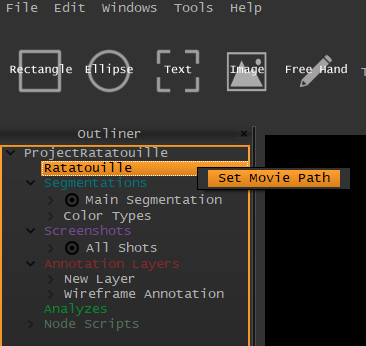 File Edit Windows Tools Help
Rectangle Ellipse Text Image Free Hand
Outliner
ProjectRatatouille
Ratatouille
Set Movie Path
Segmentations
Main Segmentation
Color Types
Screenshots
All Shots
Annotation Layers
New Layer
Wireframe Annotation
Analyzes
Node Scripts